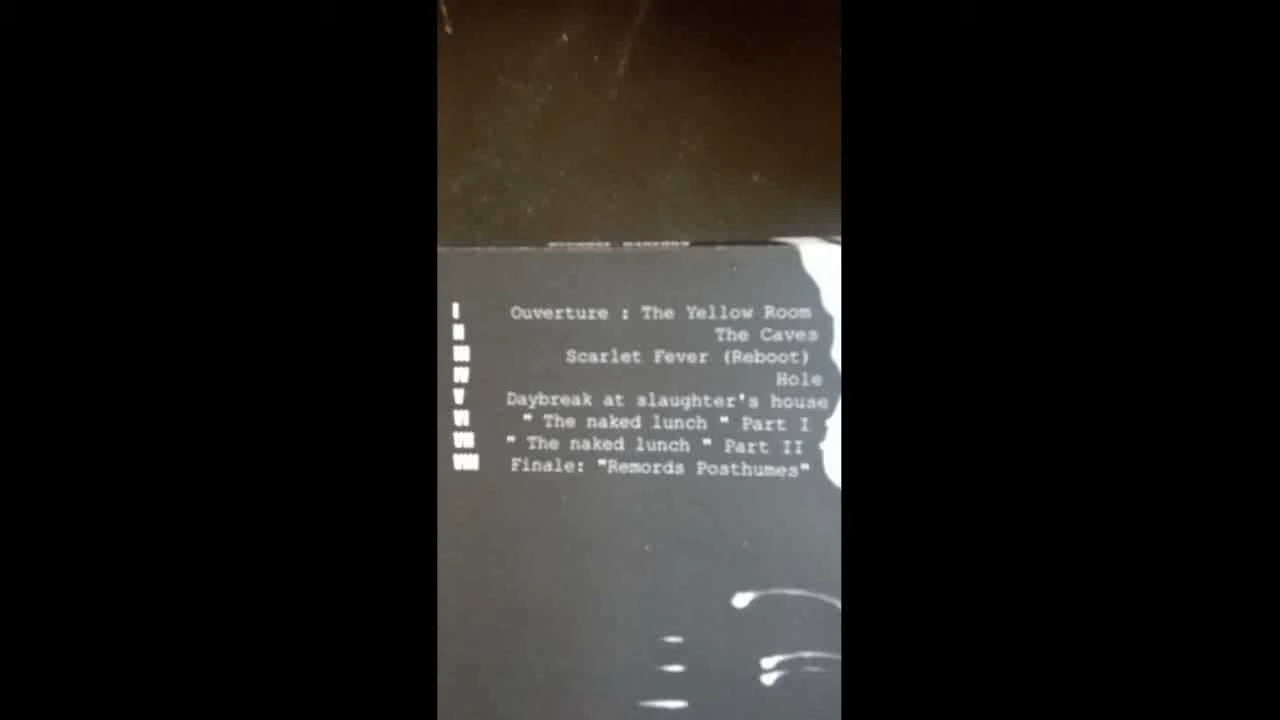 I Ouverture : The Yellow Room
II The Caves
III Scarlet Fever (Reboot)
IV Hole
V Daybreak at slaughter's house
VI " The naked lunch " Part I
VII " The naked lunch " Part II
VIII Finale: "Remords Posthumes"